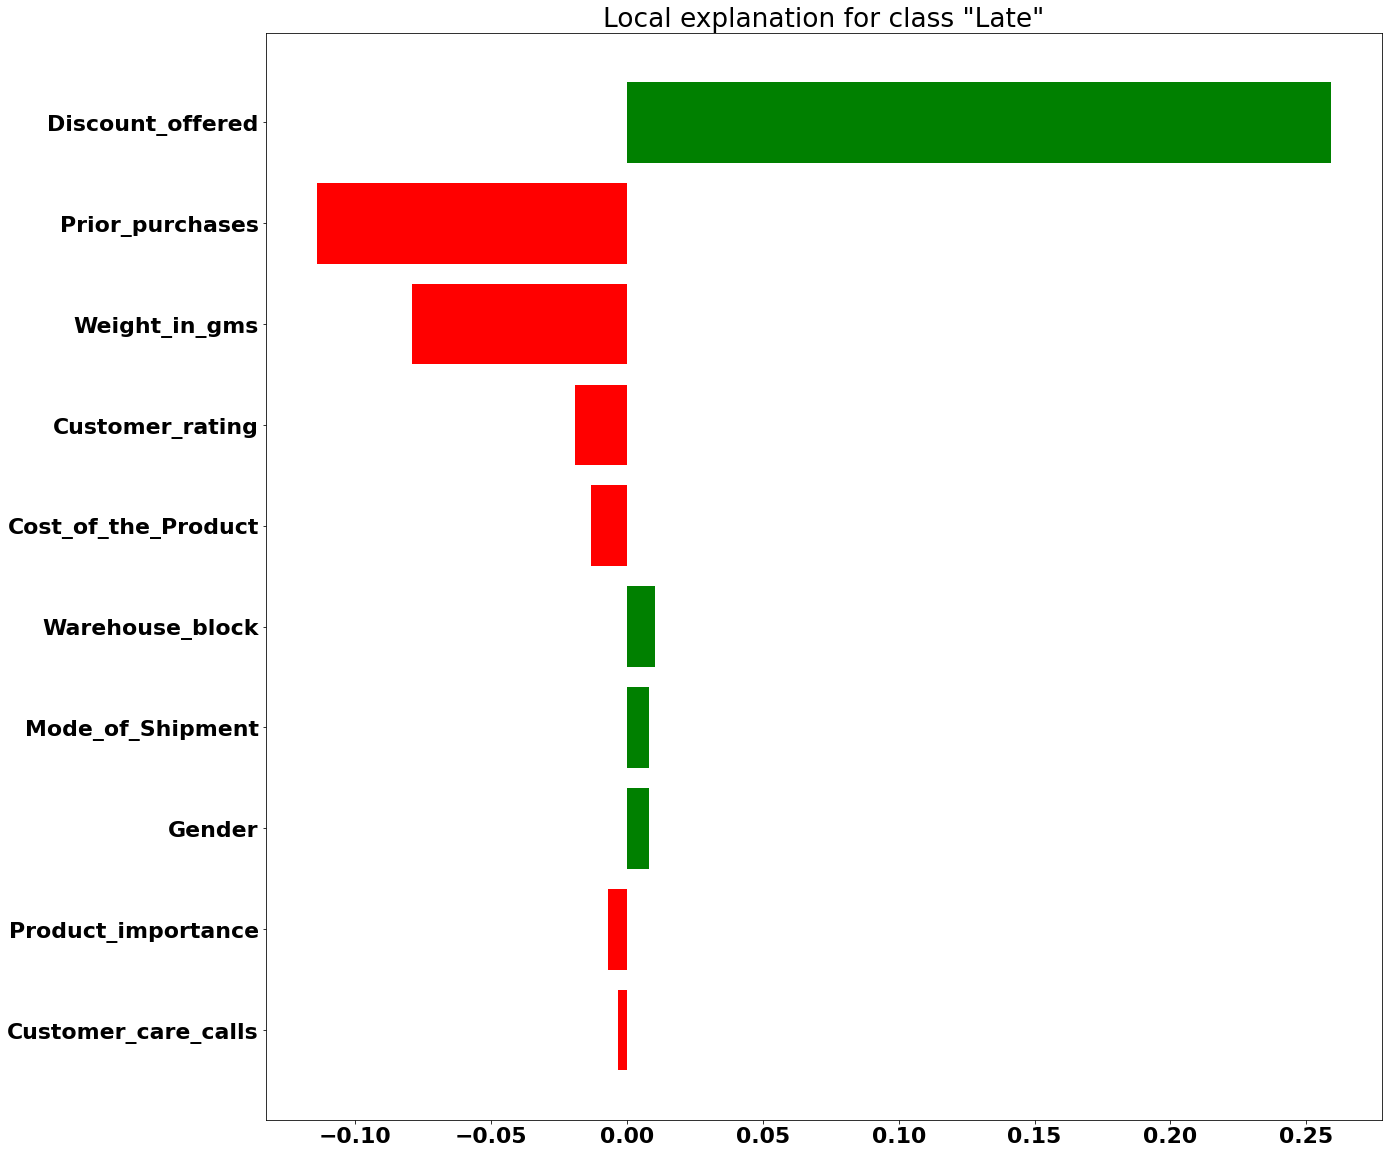 Local explanation for class "Late"
Discount_offered
Prior_purchases
Weight_in_gms
Customer_rating
Cost_of_the_Product
Warehouse_block
Mode_of_Shipment
Gender
Product_importance
Customer_care_calls
−0.10 −0.05 0.00 0.05 0.10 0.15 0.20 0.25